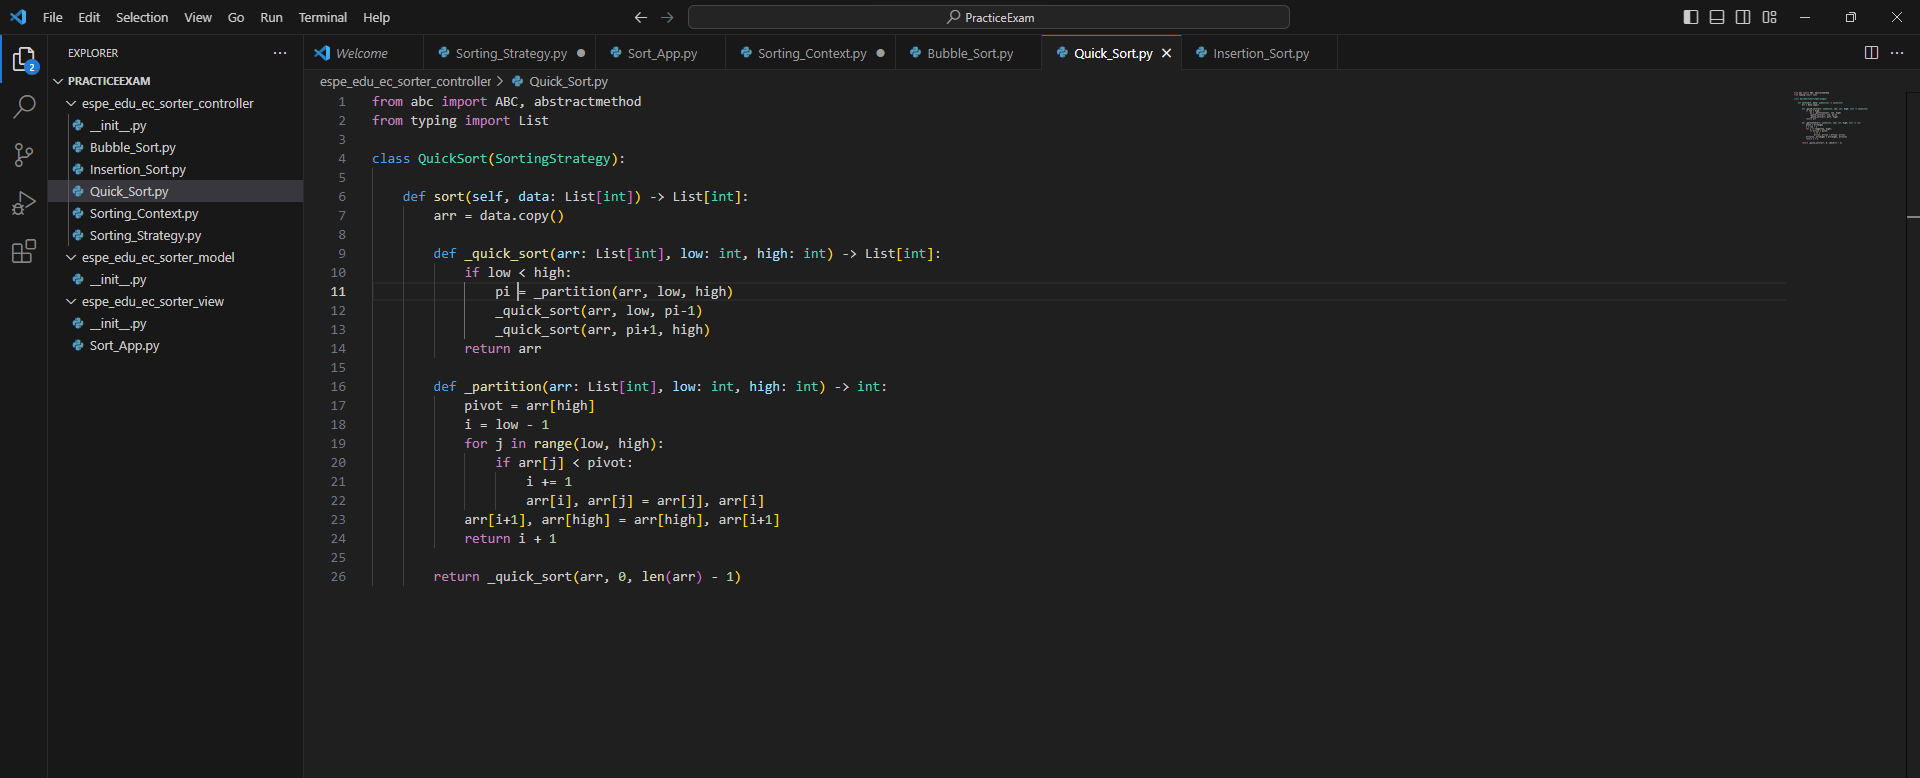 File Edit Selection View Go Run Terminal Help
PracticeExam
EXPLORER
Welcome
Sorting_Strategy.py
Sort_App.py
Sorting_Context.py
Bubble_Sort.py
Quick_Sort.py
Insertion_Sort.py
2
PRACTICEEXAM
espe_edu_ec_sorter_controller
__init__.py
Bubble_Sort.py
Insertion_Sort.py
Quick_Sort.py
Sorting_Context.py
Sorting_Strategy.py
espe_edu_ec_sorter_model
__init__.py
espe_edu_ec_sorter_view
__init__.py
Sort_App.py
espe_edu_ec_sorter_controller > Quick_Sort.py
1 from abc import ABC, abstractmethod
2 from typing import List
3
4 class QuickSort(SortingStrategy):
5
6     def sort(self, data: List[int]) -> List[int]:
7         arr = data.copy()
8
9         def _quick_sort(arr: List[int], low: int, high: int) -> List[int]:
10             if low < high:
11                 pi = _partition(arr, low, high)
12                 _quick_sort(arr, low, pi-1)
13                 _quick_sort(arr, pi+1, high)
14             return arr
15
16         def _partition(arr: List[int], low: int, high: int) -> int:
17             pivot = arr[high]
18             i = low - 1
19             for j in range(low, high):
20                 if arr[j] < pivot:
21                     i += 1
22                     arr[i], arr[j] = arr[j], arr[i]
23             arr[i+1], arr[high] = arr[high], arr[i+1]
24             return i + 1
25
26         return _quick_sort(arr, 0, len(arr) - 1)